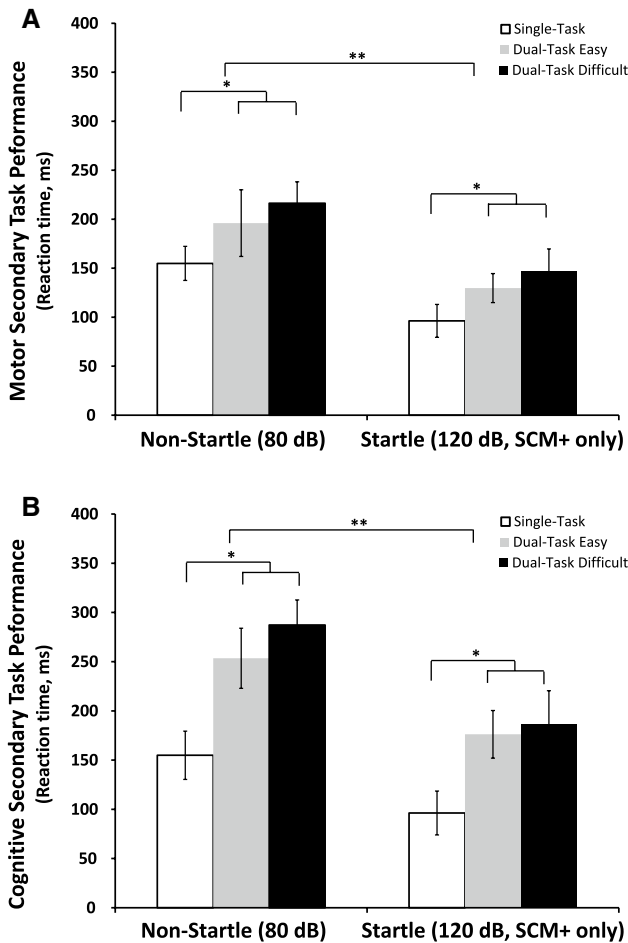 A
Motor Secondary Task Peformance
(Reaction time, ms)
400
350
300
250
200
150
100
50
0
Single-Task
Dual-Task Easy
Dual-Task Difficult
**
*
*
Non-Startle (80 dB)
Startle (120 dB, SCM+ only)
B
Cognitive Secondary Task Peformance
(Reaction time, ms)
400
350
300
250
200
150
100
50
0
Single-Task
Dual-Task Easy
Dual-Task Difficult
**
*
*
Non-Startle (80 dB)
Startle (120 dB, SCM+ only)